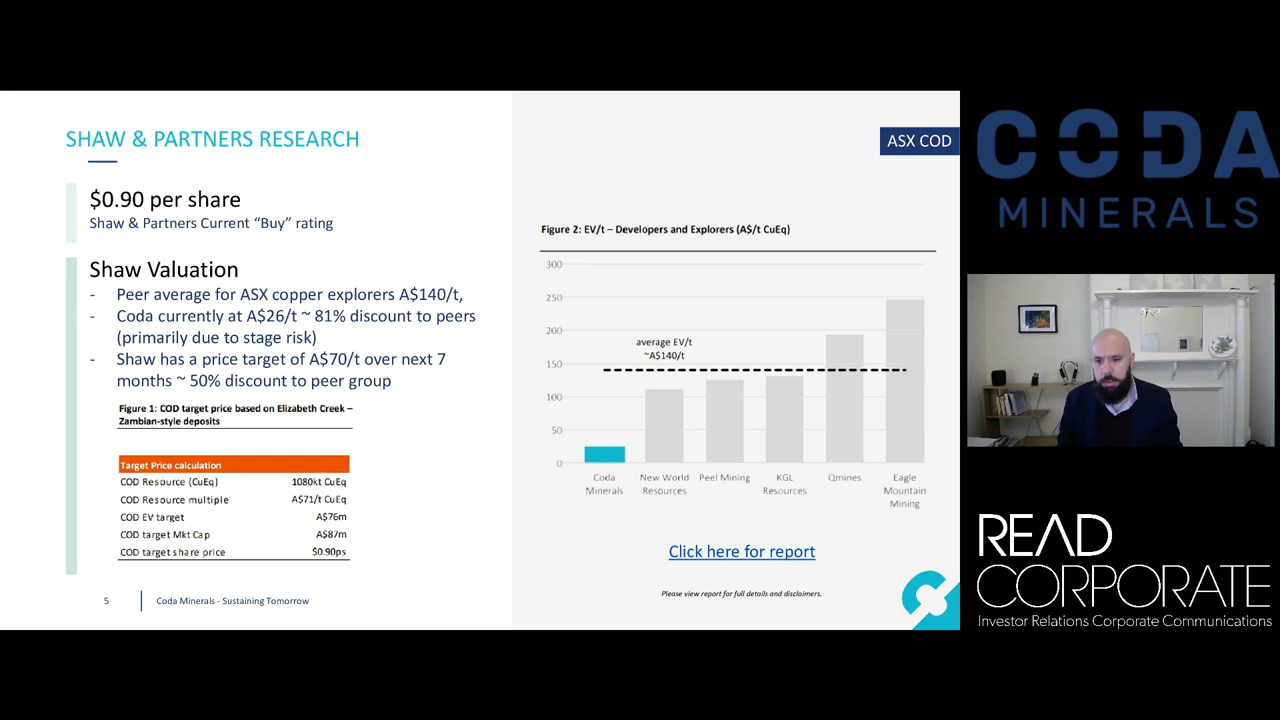 SHAW & PARTNERS RESEARCH
ASX COD
$0.90 per share
Shaw & Partners Current “Buy” rating
Shaw Valuation
- Peer average for ASX copper explorers A$140/t,
- Coda currently at A$26/t ~ 81% discount to peers
(primarily due to stage risk)
- Shaw has a price target of A$70/t over next 7
months ~ 50% discount to peer group
Figure 1: COD target price based on Elizabeth Creek –
Zambian-style deposits
Target Price calculation
COD Resource (CuEq) 1080kt CuEq
COD Resource multiple A$71/t CuEq
COD EV target A$76m
COD target Mkt Cap A$87m
COD target share price $0.90ps
5 Coda Minerals - Sustaining Tomorrow
Figure 2: EV/t – Developers and Explorers (A$/t CuEq)
300
250
200
150
100
50
0
average EV/t
~A$140/t
Coda
Minerals
New World
Resources
Peel Mining
KGL
Resources
Qmines
Eagle
Mountain
Mining
Click here for report
Please view report for full details and disclaimers.
CODA
MINERALS
READ
CORPORATE
Investor Relations Corporate Communications